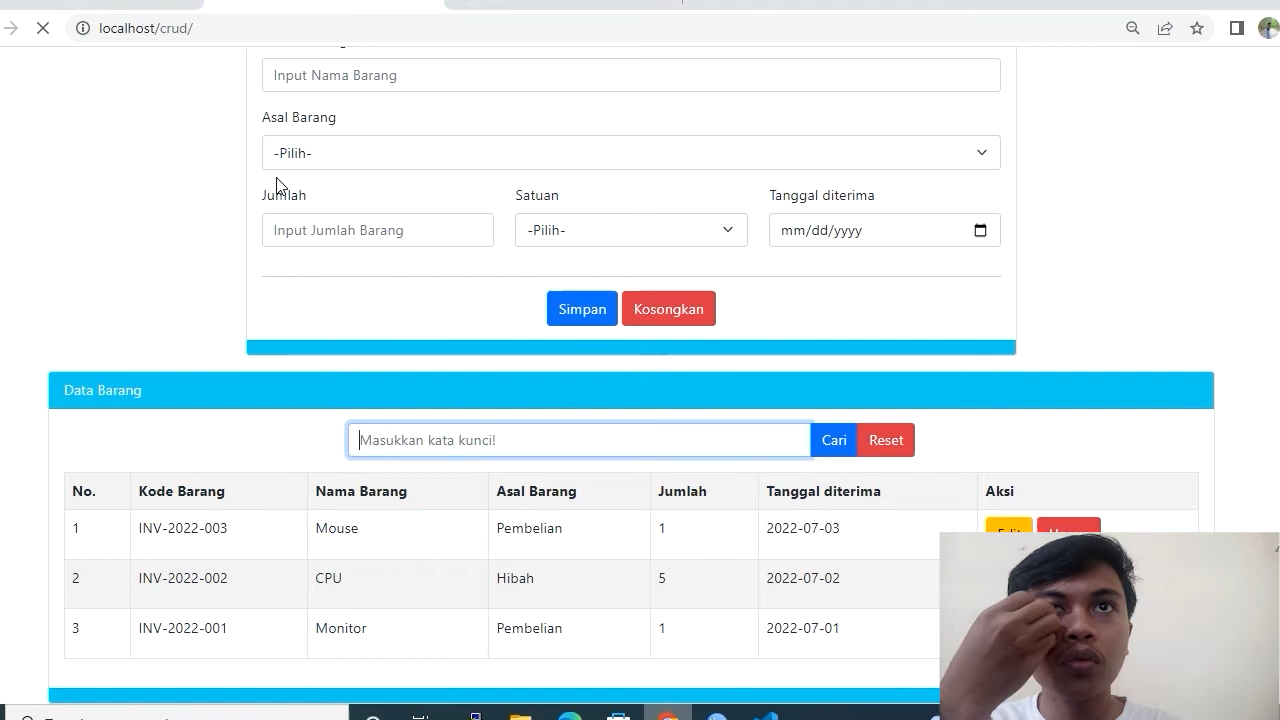 localhost/crud/
Input Nama Barang
Asal Barang
-Pilih-
Jumlah Satuan Tanggal diterima
Input Jumlah Barang -Pilih- mm/dd/yyyy
Simpan Kosongkan
Data Barang
Masukkan kata kunci! Cari Reset
No. Kode Barang Nama Barang Asal Barang Jumlah Tanggal diterima Aksi
1 INV-2022-003 Mouse Pembelian 1 2022-07-03
2 INV-2022-002 CPU Hibah 5 2022-07-02
3 INV-2022-001 Monitor Pembelian 1 2022-07-01